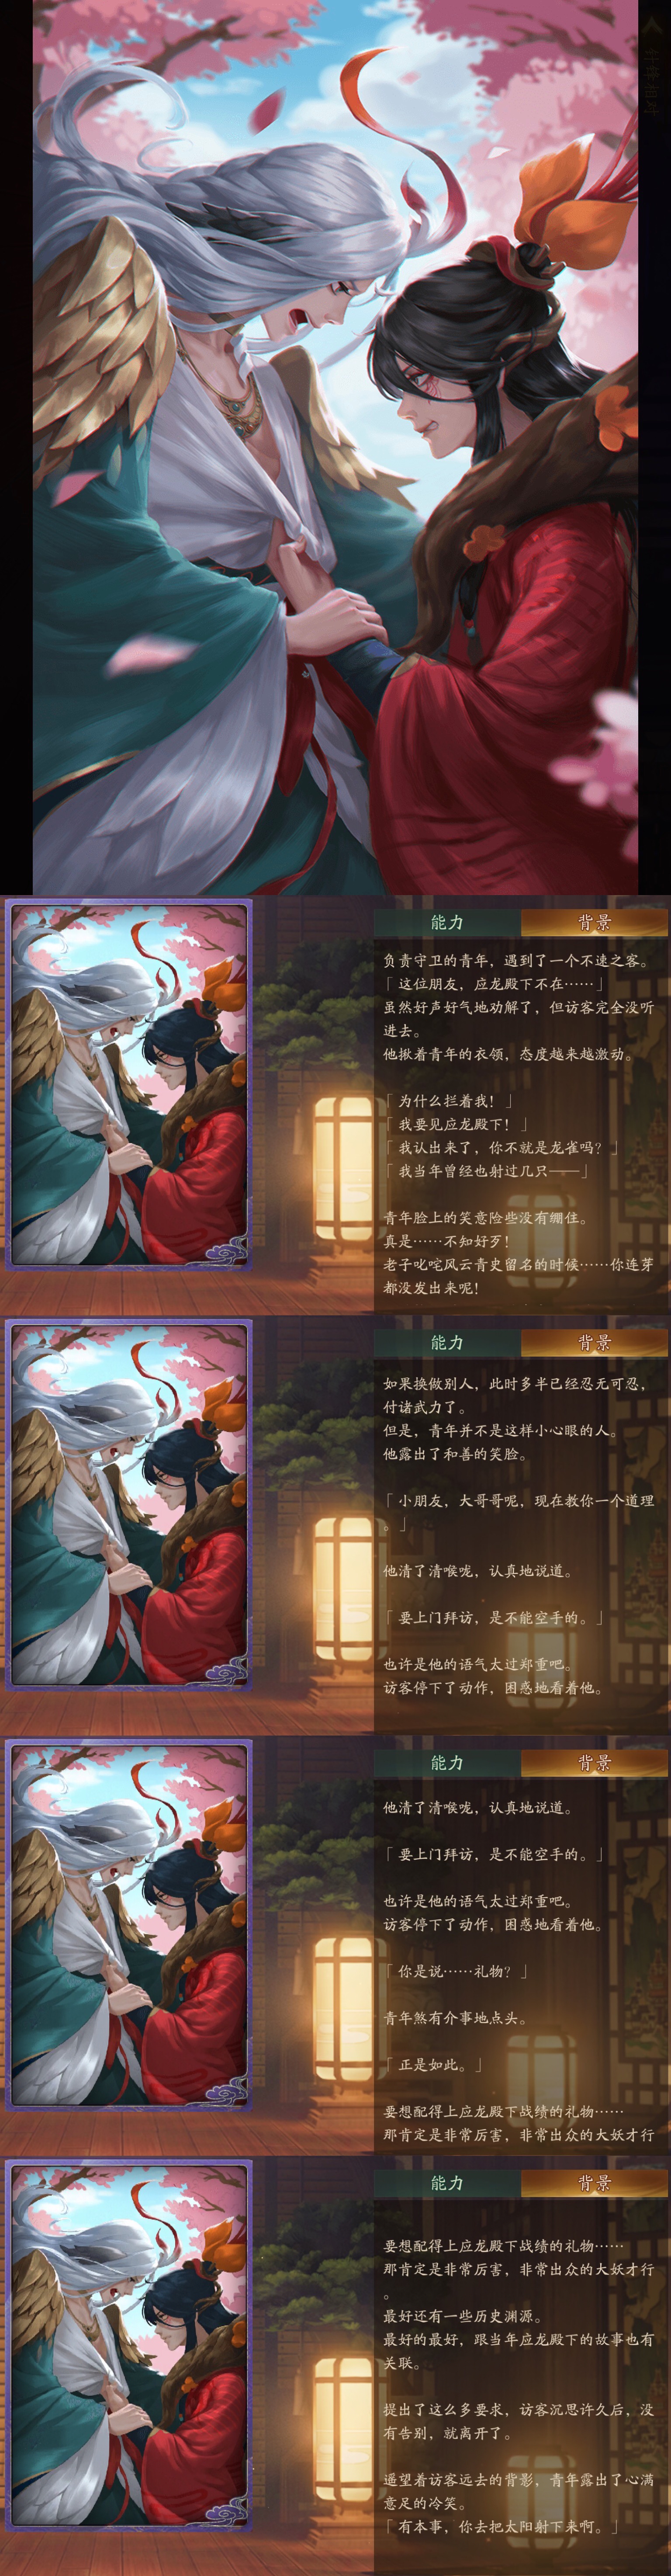 针锋相对
能力
背景
负责守卫的青年，遇到了一个不速之客。
「这位朋友，应龙殿下不在……」
虽然好声好气地劝解了，但访客完全没听
进去。
他揪着青年的衣领，态度越来越激动。
「为什么拦着我！」
「我要见应龙殿下！」
「我认出来了，你不就是龙雀吗？」
「我当年曾经也射过几只——」
青年脸上的笑意险些没有绷住。
真是……不知好歹！
老子叱咤风云青史留名的时候……你连芽
都没发出来呢！
能力
背景
如果换做别人，此时多半已经忍无可忍，
付诸武力了。
但是，青年并不是这样小心眼的人。
他露出了和善的笑脸。
「小朋友，大哥哥呢，现在教你一个道理
。」
他清了清喉咙，认真地说道。
「要上门拜访，是不能空手的。」
也许是他的语气太过郑重吧。
访客停下了动作，困惑地看着他。
能力
背景
他清了清喉咙，认真地说道。
「要上门拜访，是不能空手的。」
也许是他的语气太过郑重吧。
访客停下了动作，困惑地看着他。
「你是说……礼物？」
青年煞有介事地点头。
「正是如此。」
要想配得上应龙殿下战绩的礼物……
那肯定是非常厉害，非常出众的大妖才行
能力
背景
要想配得上应龙殿下战绩的礼物……
那肯定是非常厉害，非常出众的大妖才行
。
最好还有一些历史渊源。
最好的最好，跟当年应龙殿下的故事也有
关联。
提出了这么多要求，访客沉思许久后，没
有告别，就离开了。
遥望着访客远去的背影，青年露出了心满
意足的冷笑。
「有本事，你去把太阳射下来啊。」